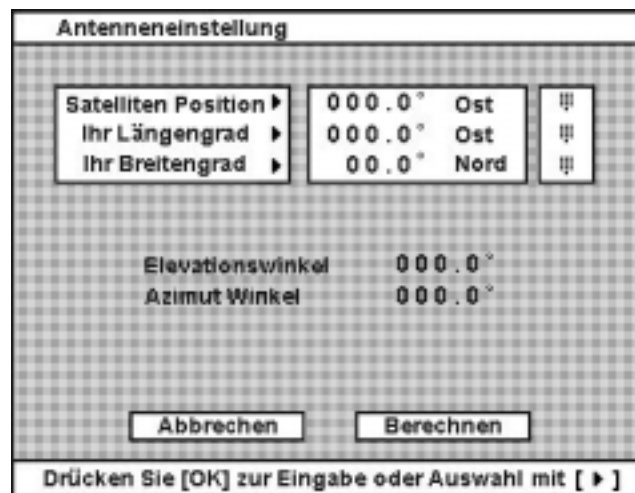 Antenneneinstellung
Satelliten Position ▶ 000.0° Ost
Ihr Längengrad ▶ 000.0° Ost
Ihr Breitengrad ▶ 00.0° Nord
Elevationswinkel 000.0°
Azimut Winkel 000.0°
Abbrechen Berechnen
Drücken Sie [OK] zur Eingabe oder Auswahl mit [ ▶ ]